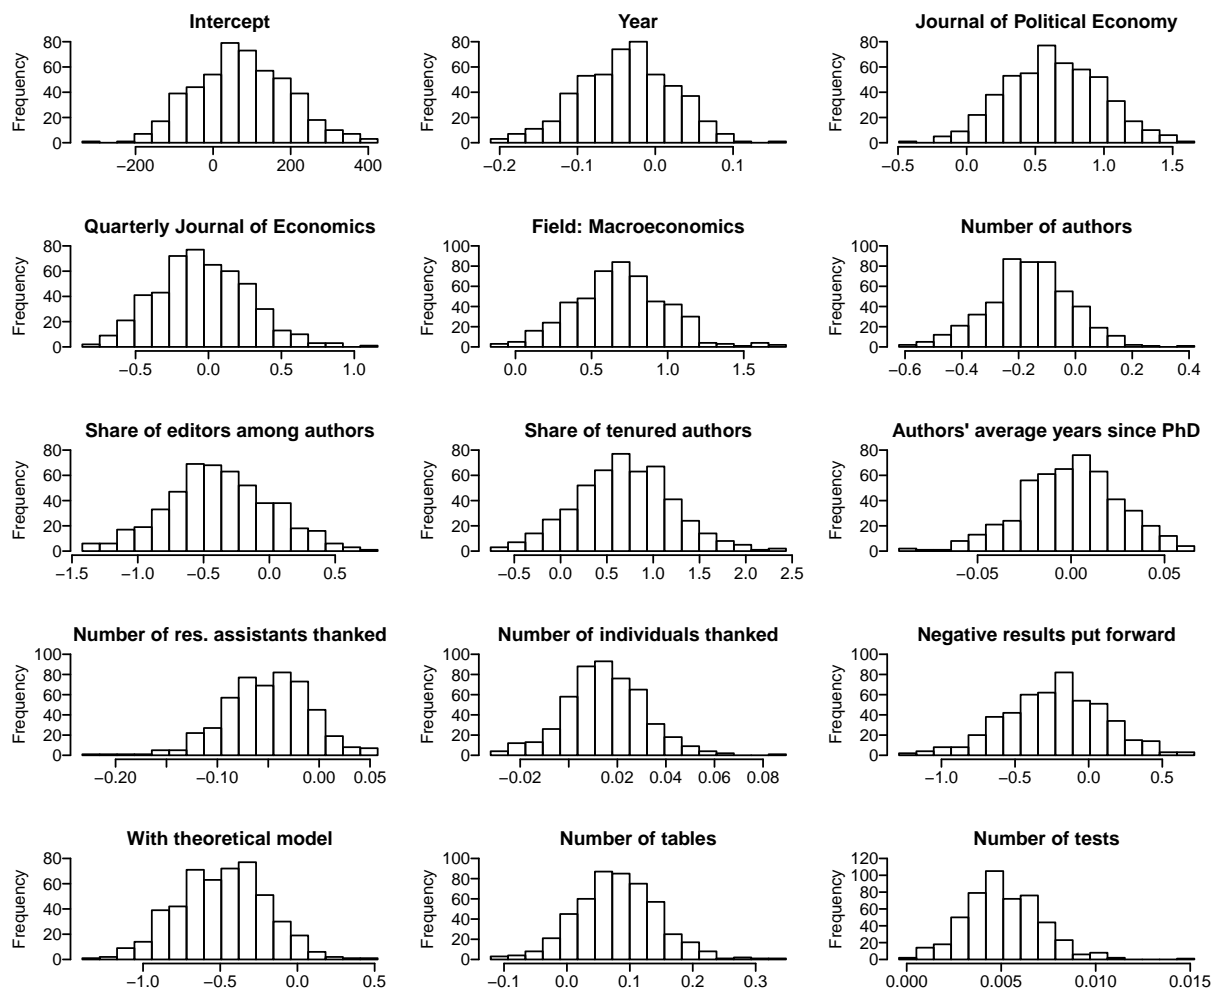 Intercept
Year
Journal of Political Economy
Frequency
80
60
40
20
0
−200 0 200 400
Frequency
80
60
40
20
0
−0.2 −0.1 0.0 0.1
Frequency
80
60
40
20
0
−0.5 0.0 0.5 1.0 1.5
Quarterly Journal of Economics
Field: Macroeconomics
Number of authors
Frequency
80
60
40
20
0
−0.5 0.0 0.5 1.0
Frequency
100
80
60
40
20
0
0.0 0.5 1.0 1.5
Frequency
100
80
60
40
20
0
−0.6 −0.4 −0.2 0.0 0.2 0.4
Share of editors among authors
Share of tenured authors
Authors' average years since PhD
Frequency
80
60
40
20
0
−1.5 −1.0 −0.5 0.0 0.5
Frequency
80
60
40
20
0
−0.5 0.0 0.5 1.0 1.5 2.0 2.5
Frequency
80
60
40
20
0
−0.05 0.00 0.05
Number of res. assistants thanked
Number of individuals thanked
Negative results put forward
Frequency
100
80
60
40
20
0
−0.20 −0.10 0.00 0.05
Frequency
100
80
60
40
20
0
−0.02 0.02 0.04 0.06 0.08
Frequency
100
80
60
40
20
0
−1.0 −0.5 0.0 0.5
With theoretical model
Number of tables
Number of tests
Frequency
80
60
40
20
0
−1.0 −0.5 0.0 0.5
Frequency
100
80
60
40
20
0
−0.1 0.0 0.1 0.2 0.3
Frequency
120
100
80
60
40
20
0
0.000 0.005 0.010 0.015